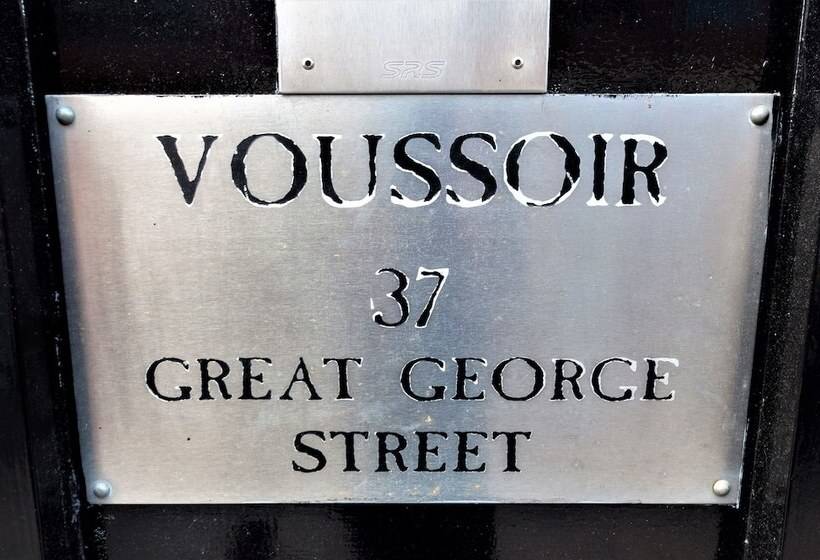 SRS
VOUSSOIR
37
GREAT GEORGE
STREET